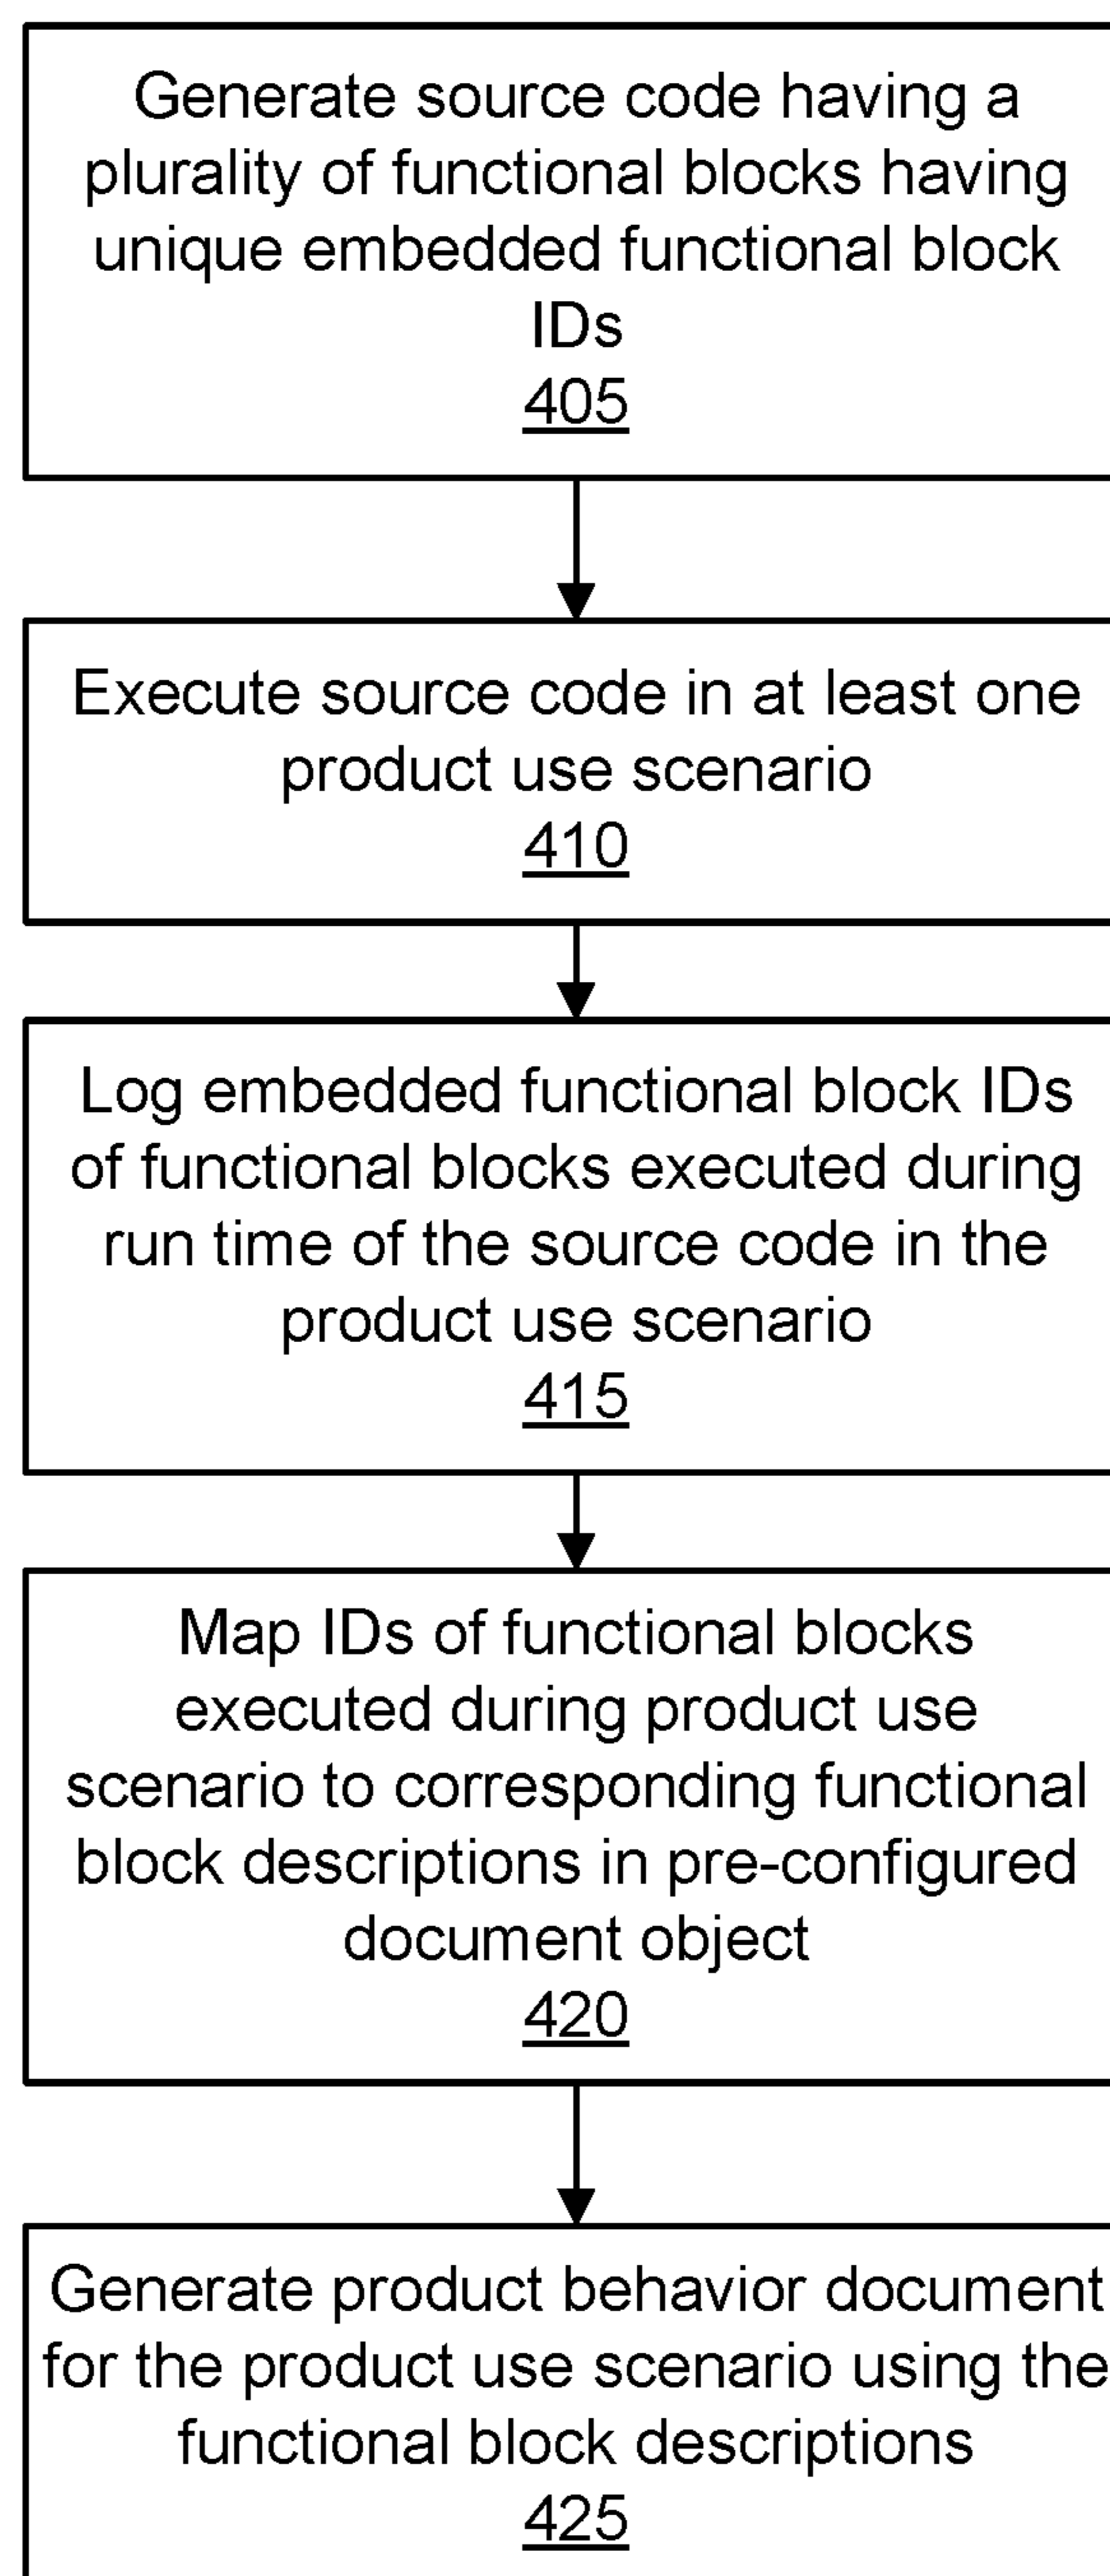 Generate source code having a
plurality of functional blocks having
unique embedded functional block
IDs
405
Execute source code in at least one
product use scenario
410
Log embedded functional block IDs
of functional blocks executed during
run time of the source code in the
product use scenario
415
Map IDs of functional blocks
executed during product use
scenario to corresponding functional
block descriptions in pre-configured
document object
420
Generate product behavior document
for the product use scenario using the
functional block descriptions
425